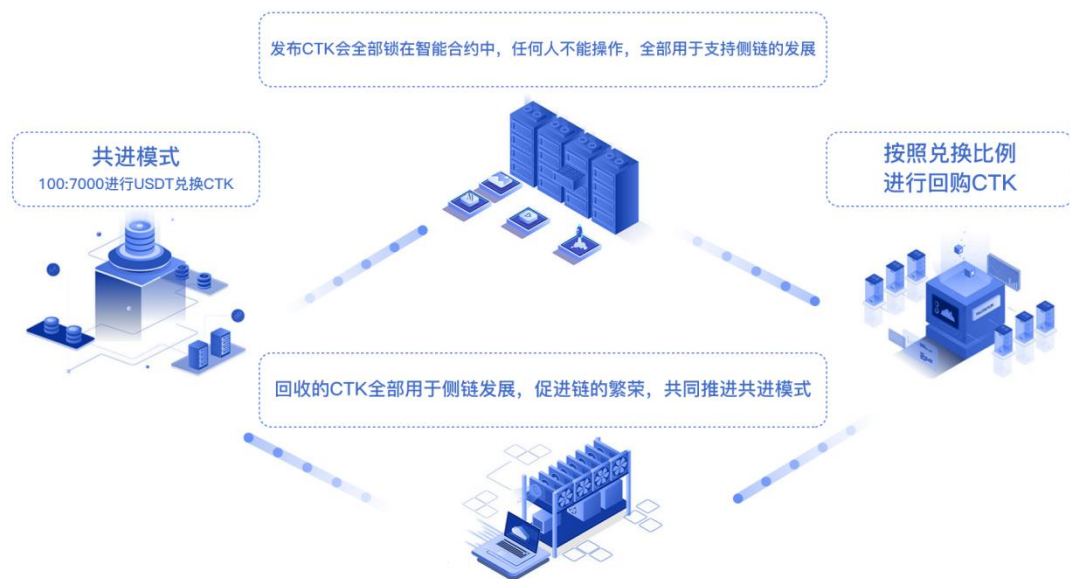 发布CTK会全部锁在智能合约中，任何人不能操作，全部用于支持侧链的发展
共进模式
100:7000进行USDT兑换CTK
按照兑换比例
进行回购CTK
回收的CTK全部用于侧链发展，促进链的繁荣，共同推进共进模式